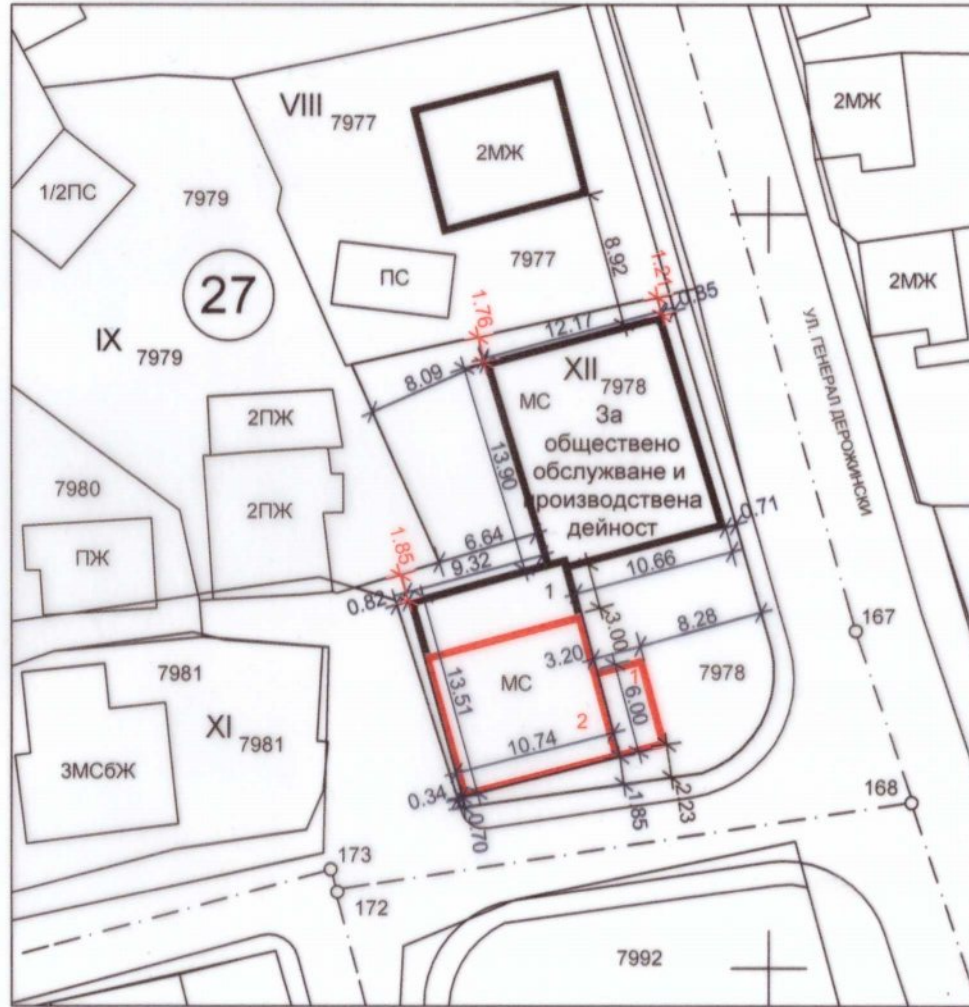 VIII 7977
2МЖ
2МЖ
1/2ПС
7979
7977
8.92
ПС
1.21
0.85
2МЖ
27
1.76
12.17
IX 7979
8.09
XII 7978
МС
За
обществено
обслужване и
производствена
дейност
УЛ. ГЕНЕРАЛ ДЕРОЖИНСКИ
2ПЖ
13.90
7980
2ПЖ
0.71
ПЖ
1.85
6.64
9.32
10.66
0.82
1
3.00
8.28
167
7981
3.20
7978
МС
1
6.00
13.51
XI 7981
2
10.74
3МСбЖ
0.34
0.70
1.85
2.23
168
173
172
7992